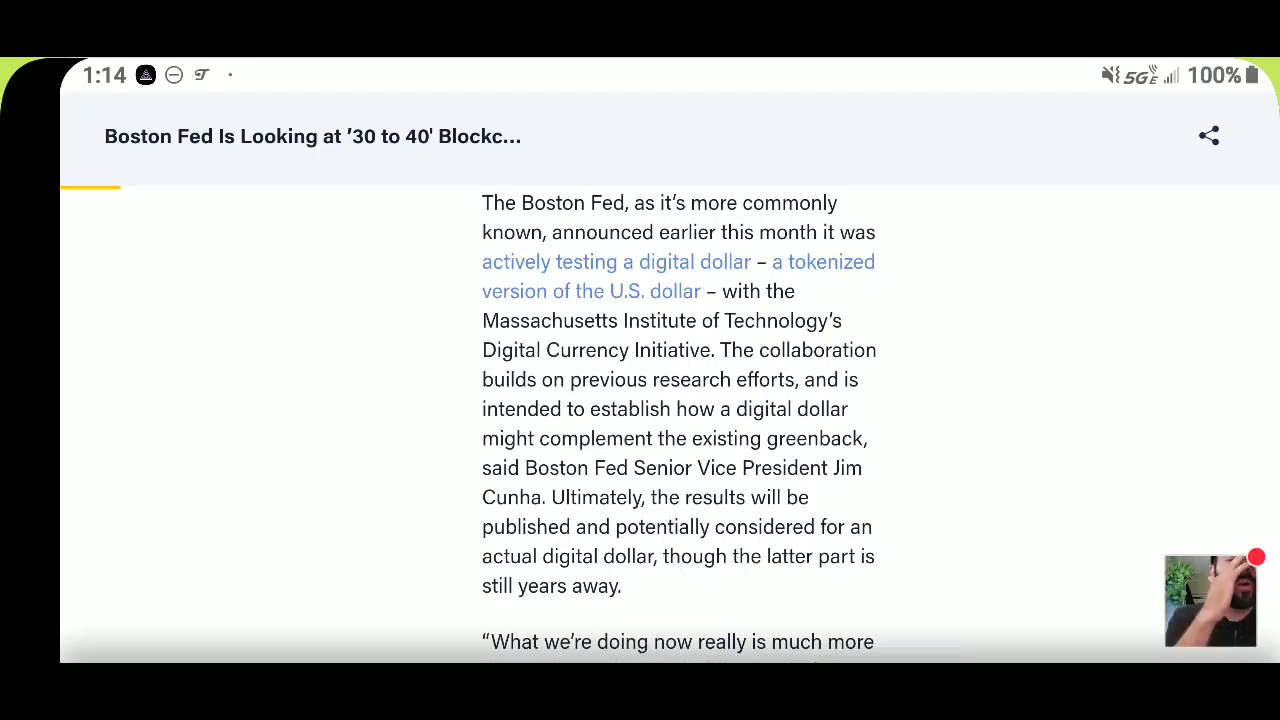 1:14
5GE
100%
Boston Fed Is Looking at ’30 to 40' Blockc...
The Boston Fed, as it’s more commonly
known, announced earlier this month it was
actively testing a digital dollar – a tokenized
version of the U.S. dollar – with the
Massachusetts Institute of Technology’s
Digital Currency Initiative. The collaboration
builds on previous research efforts, and is
intended to establish how a digital dollar
might complement the existing greenback,
said Boston Fed Senior Vice President Jim
Cunha. Ultimately, the results will be
published and potentially considered for an
actual digital dollar, though the latter part is
still years away.
“What we’re doing now really is much more